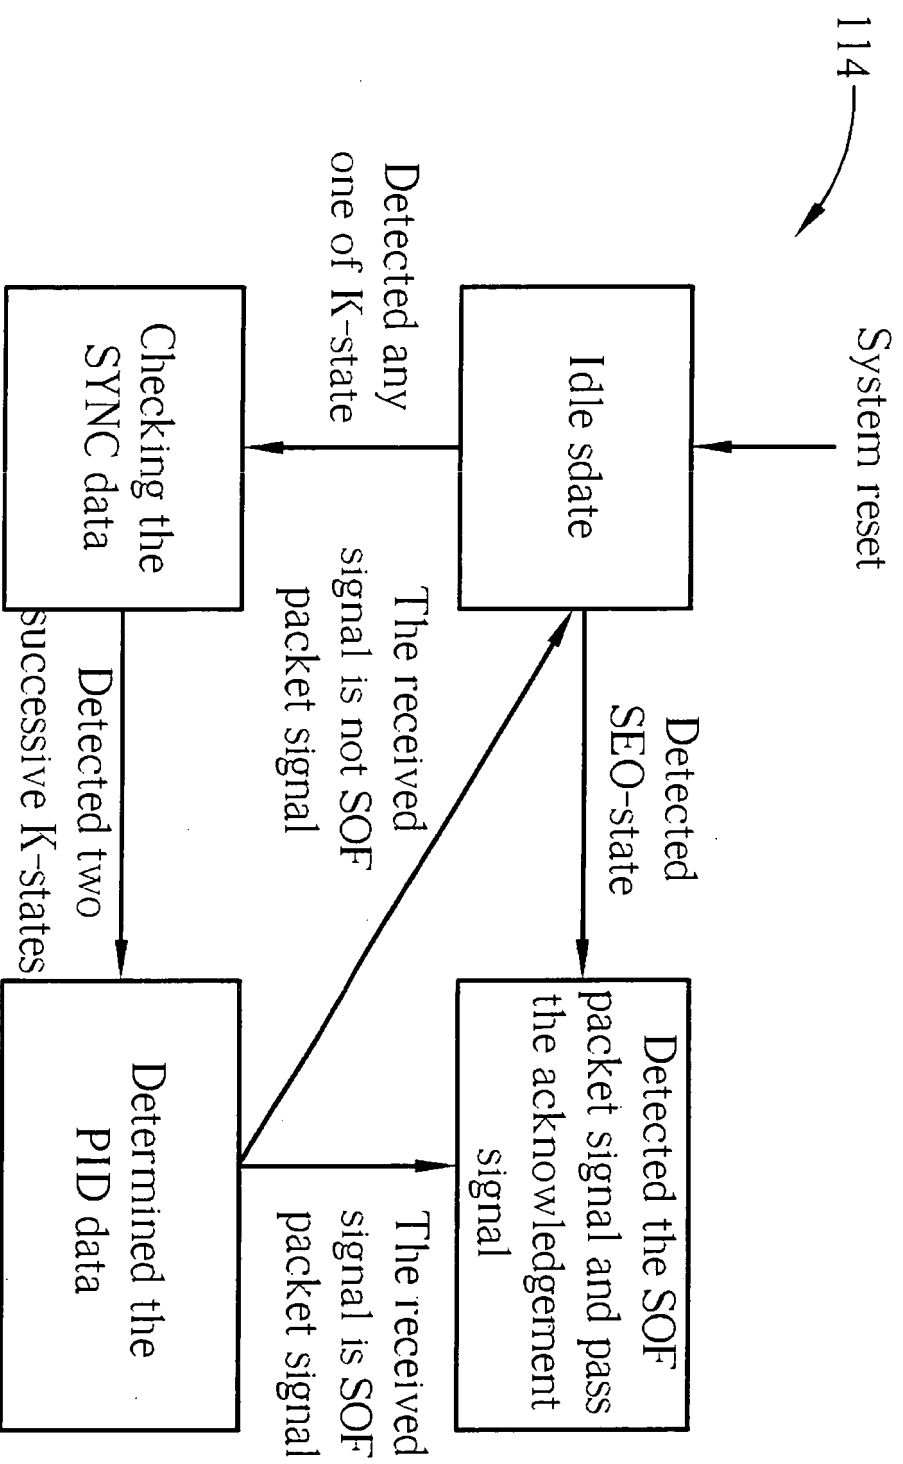 114
System reset
Idle sdate
Detected
SEO-state
Detected the SOF
packet signal and pass
the acknowledgement
signal
Detected any
one of K-state
The received
signal is not SOF
packet signal
The received
signal is SOF
packet signal
Checking the
SYNC data
Detected two
successive K-states
Determined the
PID data